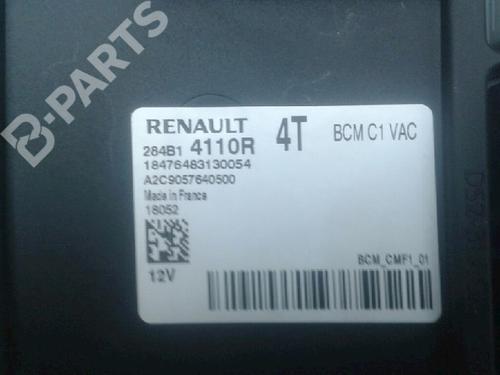 B-PARTS
RENAULT 4T BCM C1 VAC
284B1 4110R
18476483130054
A2C9057640500
Made in France
18052
BCM_CMF1_01
12V